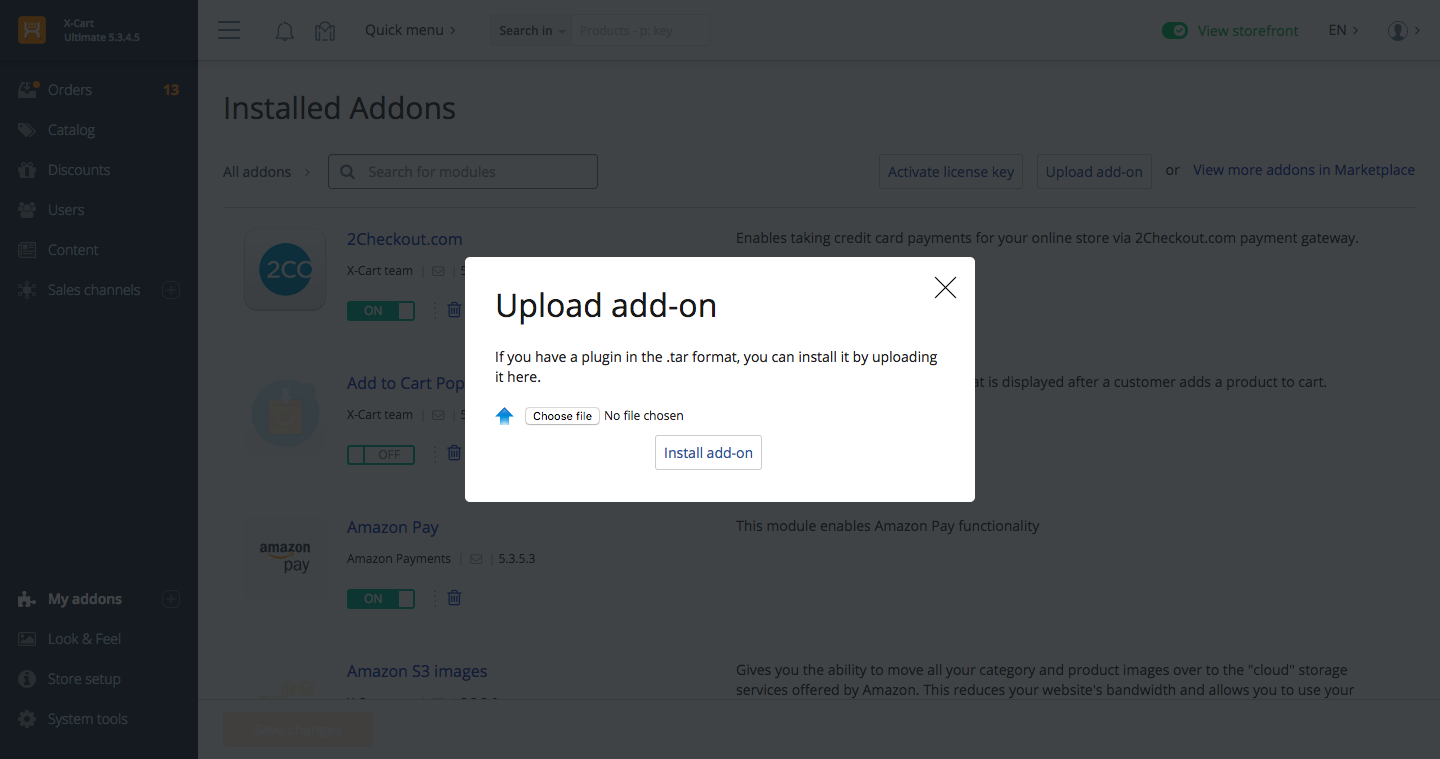 X-Cart
Ultimate 5.3.4.5
Quick menu
Search in
Products - p: key
View storefront
EN
Orders
13
Catalog
Discounts
Users
Content
Sales channels
My addons
Look & Feel
Store setup
System tools
Installed Addons
All addons
Search for modules
Activate license key
Upload add-on
or
View more addons in Marketplace
2CO
2Checkout.com
X-Cart team
5
ON
Enables taking credit card payments for your online store via 2Checkout.com payment gateway.
Upload add-on
If you have a plugin in the .tar format, you can install it by uploading
it here.
Choose file No file chosen
Install add-on
Add to Cart Pop
X-Cart team
5
OFF
at is displayed after a customer adds a product to cart.
amazon
pay
Amazon Pay
Amazon Payments
5.3.5.3
ON
This module enables Amazon Pay functionality
Amazon S3 images
Gives you the ability to move all your category and product images over to the "cloud" storage
services offered by Amazon. This reduces your website's bandwidth and allows you to use your
Save changes